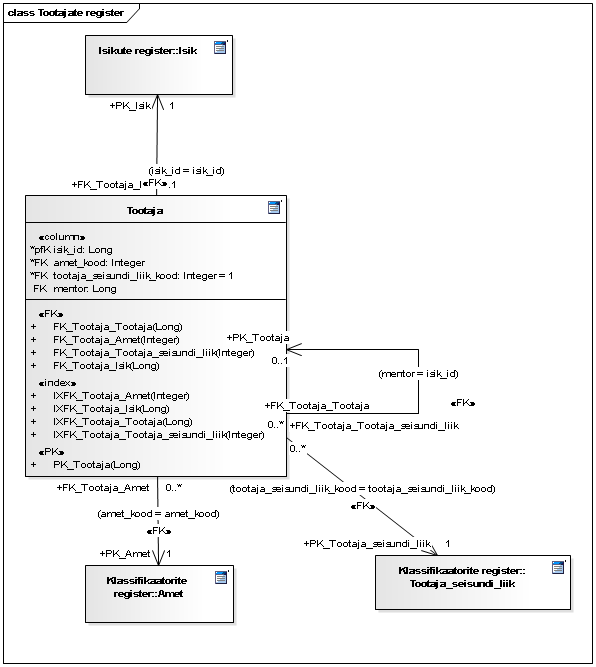 class Tootajate register
Isikute register::Isik
+PK_Isik 1
(isik_id = isik_id)
+FK_Tootaja_I «FK» .1
Tootaja
«column»
*pfK isik_id: Long
*FK amet_kood: Integer
*FK tootaja_seisundi_liik_kood: Integer = 1
FK mentor: Long
«FK»
+ FK_Tootaja_Tootaja(Long)
+ FK_Tootaja_Amet(Integer)
+ FK_Tootaja_Tootaja_seisundi_liik(Integer)
+ FK_Tootaja_Isik(Long)
«index»
+ IXFK_Tootaja_Amet(Integer)
+ IXFK_Tootaja_Isik(Long)
+ IXFK_Tootaja_Tootaja(Long)
+ IXFK_Tootaja_Tootaja_seisundi_liik(Integer)
«PK»
+ PK_Tootaja(Long)
+PK_Tootaja
0..1
(mentor = isik_id)
+FK_Tootaja_Tootaja
«FK»
0..* +FK_Tootaja_Tootaja_seisundi_liik
0..*
(tootaja_seisundi_liik_kood = tootaja_seisundi_liik_kood)
«FK»
+PK_Tootaja_seisundi_liik 1
+FK_Tootaja_Amet 0..*
(amet_kood = amet_kood)
«FK»
+PK_Amet 1
Klassifikaatorite
register::Amet
Klassifikaatorite register::
Tootaja_seisundi_liik